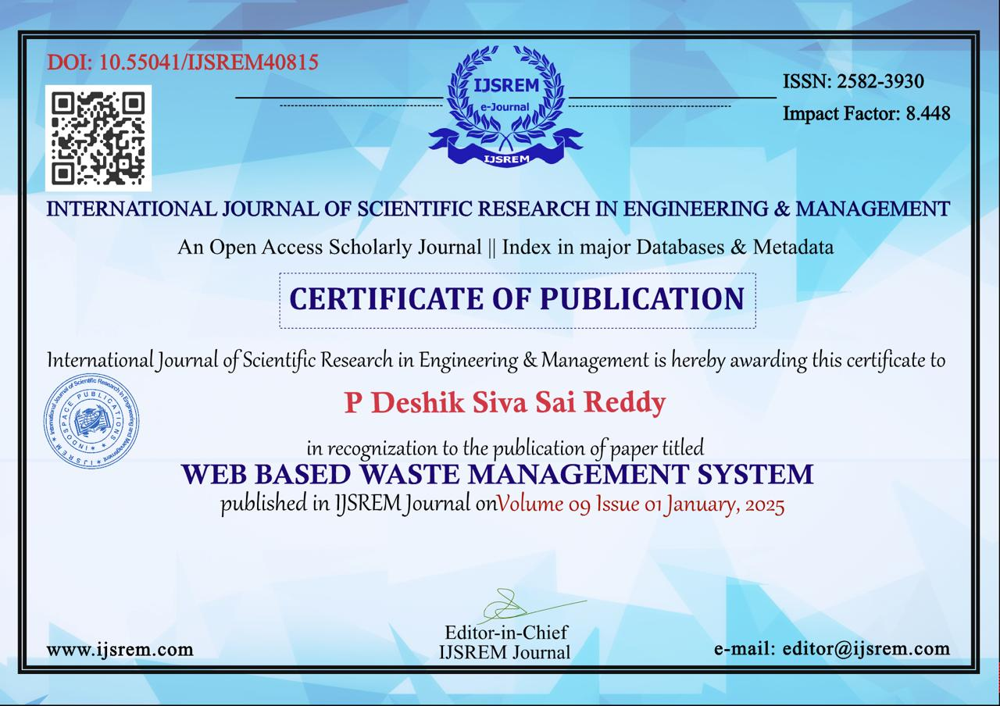 DOI: 10.55041/IJSREM40815
IJSREM
e-Journal
IJSREM
ISSN: 2582-3930
Impact Factor: 8.448
INTERNATIONAL JOURNAL OF SCIENTIFIC RESEARCH IN ENGINEERING & MANAGEMENT
An Open Access Scholarly Journal || Index in major Databases & Metadata
CERTIFICATE OF PUBLICATION
International Journal of Scientific Research in Engineering & Management is hereby awarding this certificate to
International Journal of Scientific Research in Engineering and Management
★ IJSREM ★
INDOSPACE PUBLICATIONS
P Deshik Siva Sai Reddy
in recognization to the publication of paper titled
WEB BASED WASTE MANAGEMENT SYSTEM
published in IJSREM Journal onVolume 09 Issue 01 January, 2025
Editor-in-Chief
IJSREM Journal
www.ijsrem.com
e-mail: editor@ijsrem.com